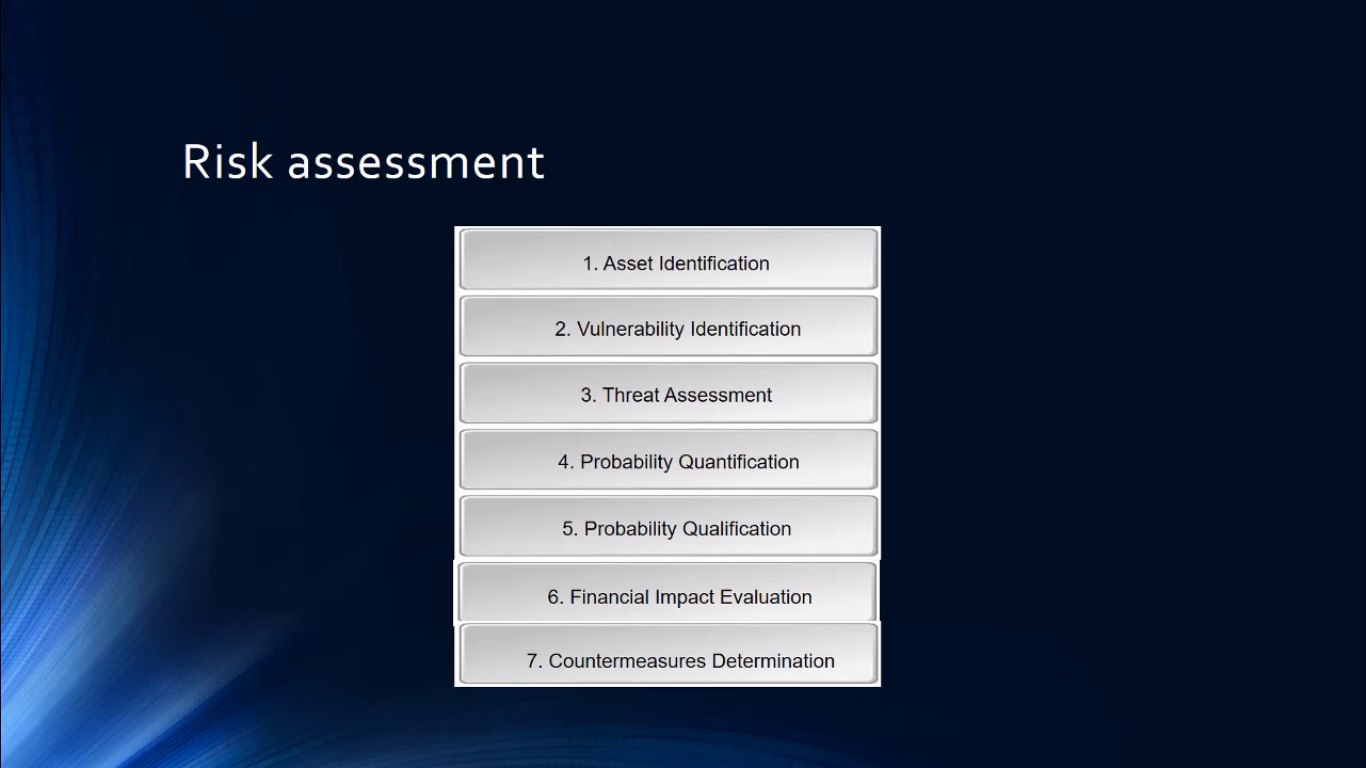 Risk assessment
1. Asset Identification
2. Vulnerability Identification
3. Threat Assessment
4. Probability Quantification
5. Probability Qualification
6. Financial Impact Evaluation
7. Countermeasures Determination